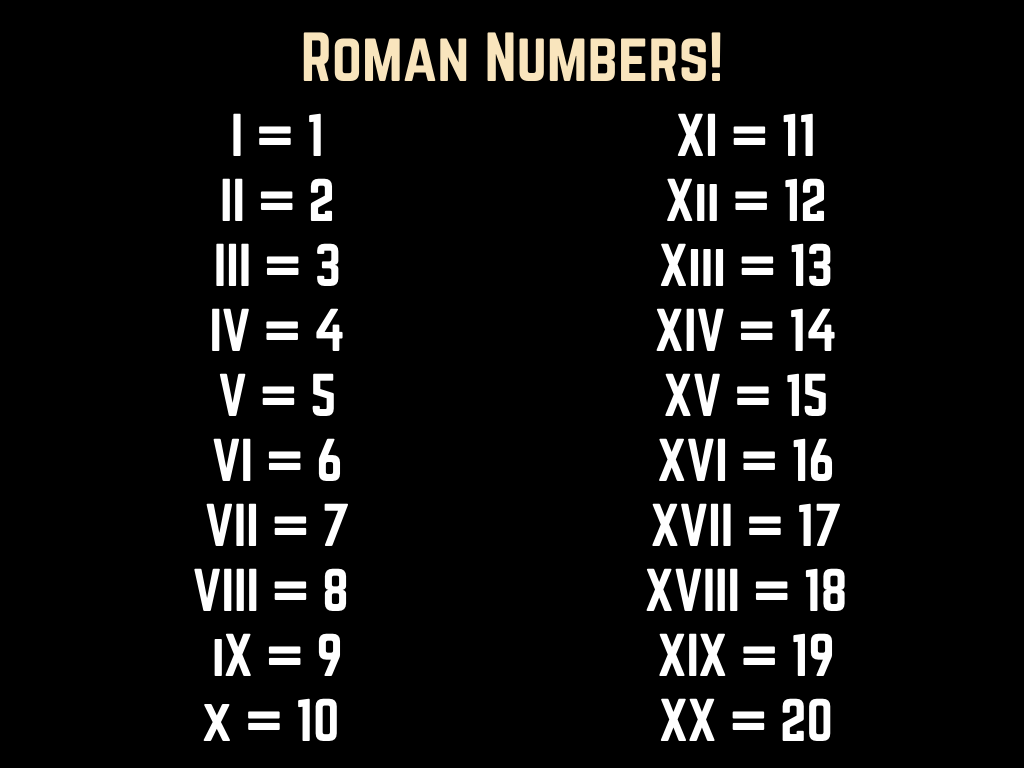 Roman Numbers!
I = 1
II = 2
III = 3
IV = 4
V = 5
VI = 6
VII = 7
VIII = 8
iX = 9
x = 10
XI = 11
Xii = 12
Xiii = 13
XIV = 14
XV = 15
XVI = 16
XVII = 17
XVIII = 18
XIX = 19
XX = 20